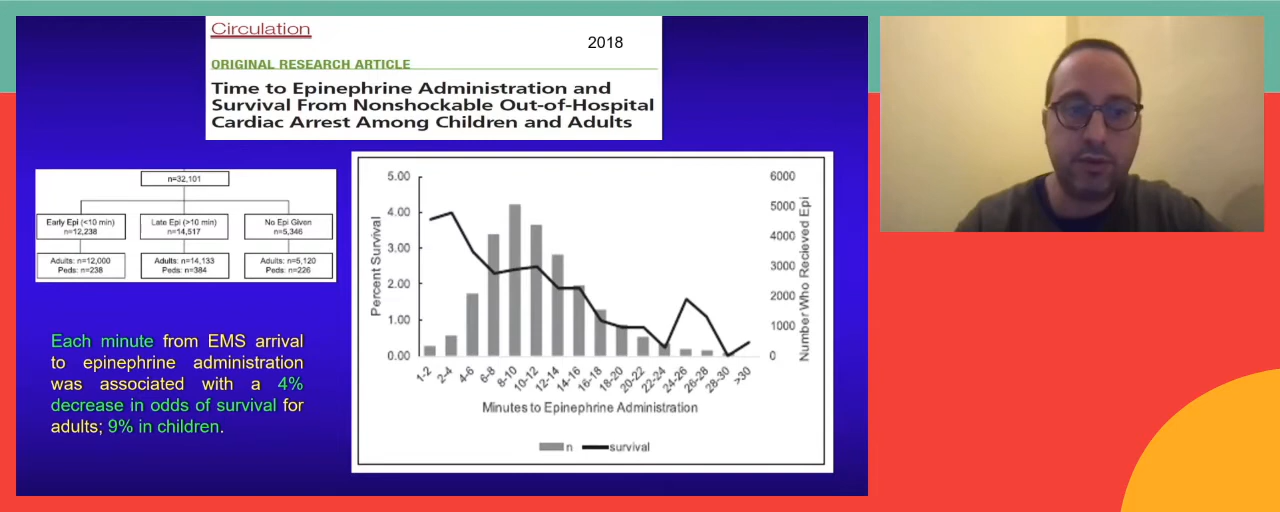 Circulation
2018
ORIGINAL RESEARCH ARTICLE
Time to Epinephrine Administration and
Survival From Nonshockable Out-of-Hospital
Cardiac Arrest Among Children and Adults
n=32,101
Early Epi (<10 min)
n=12,238
Late Epi (>10 min)
n=14,517
No Epi Given
n=5,346
Adults: n=12,000
Peds: n=238
Adults: n=14,133
Peds: n=384
Adults: n=5,120
Peds: n=226
Each minute from EMS arrival
to epinephrine administration
was associated with a 4%
decrease in odds of survival for
adults; 9% in children.
Percent Survival
5.00
4.00
3.00
2.00
1.00
0.00
6000
5000
4000
3000
2000
1000
0
Number Who Recieved Epi
1-2
2-4
4-6
6-8
8-10
10-12
12-14
14-16
16-18
18-20
20-22
22-24
24-26
26-28
28-30
>30
Minutes to Epinephrine Administration
n
survival